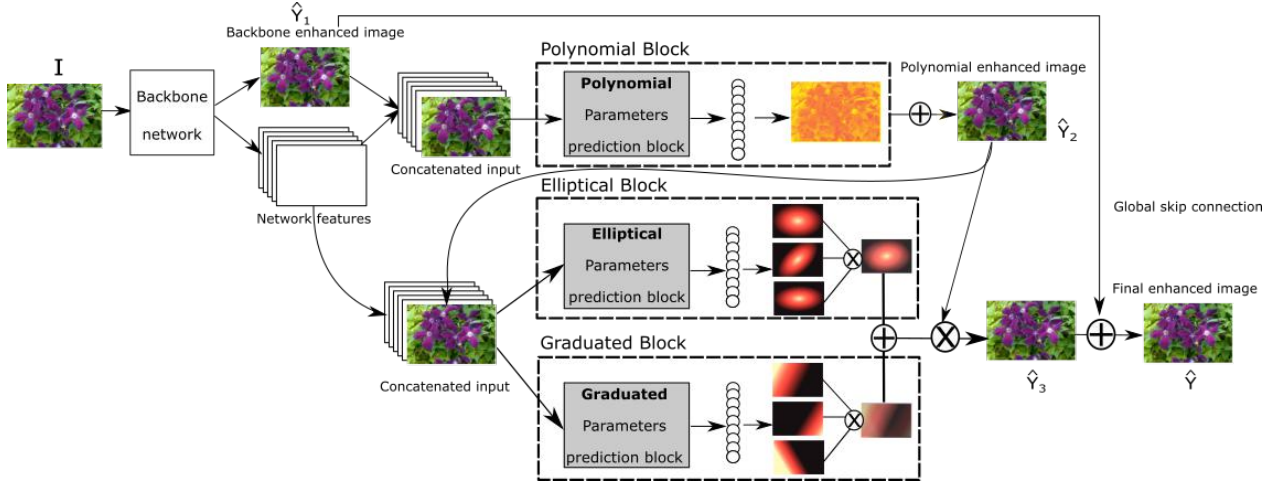 Ŷ1
Backbone enhanced image
I
Backbone
network
Network features
Concatenated input
Polynomial Block
Polynomial
Parameters
prediction block
Polynomial enhanced image
Ŷ2
Elliptical Block
Elliptical
Parameters
prediction block
Global skip connection
Concatenated input
Graduated Block
Graduated
Parameters
prediction block
Ŷ3
Final enhanced image
Ŷ